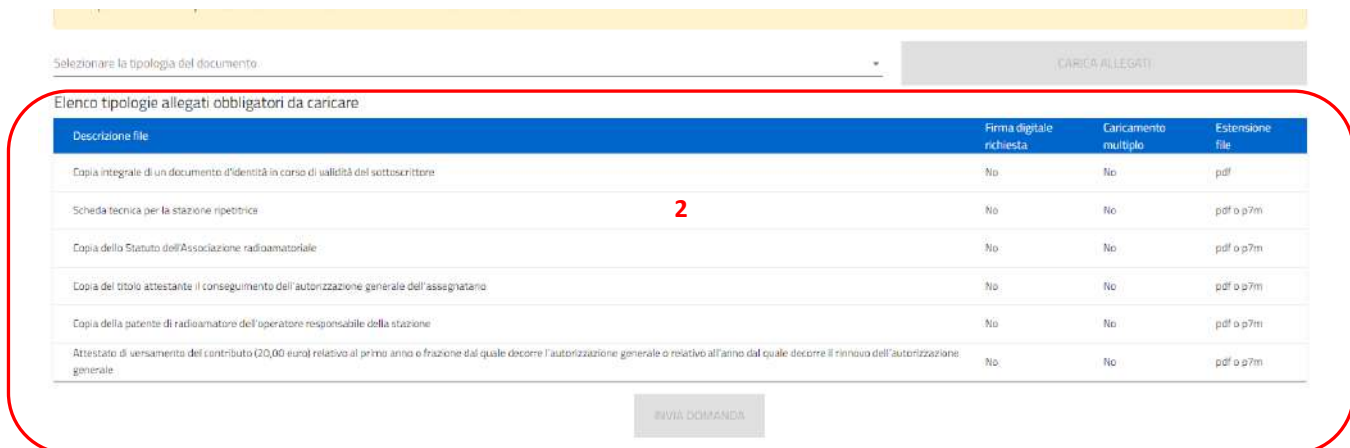 Selezionare la tipologia del documento
CARICA ALLEGATI
Elenco tipologie allegati obbligatori da caricare
Descrizione file
Firma digitale richiesta
Caricamento multiplo
Estensione file
Copia integrale di un documento d'identità in corso di validità del sottoscrittore
No
No
pdf
Scheda tecnica per la stazione ripetitrice
2
No
No
pdf o p7m
Copia dello Statuto dell'Associazione radioamatoriale
No
No
pdf o p7m
Copia del titolo attestante il conseguimento dell'autorizzazione generale dell'assegnatario
No
No
pdf o p7m
Copia della patente di radioamatore dell'operatore responsabile della stazione
No
No
pdf o p7m
Attestato di versamento del contributo (20,00 euro) relativo al primo anno o frazione dal quale decorre l'autorizzazione generale o relativo all'anno dal quale decorre il rinnovo dell'autorizzazione
generale
No
No
pdf o p7m
INVIA DOMANDA